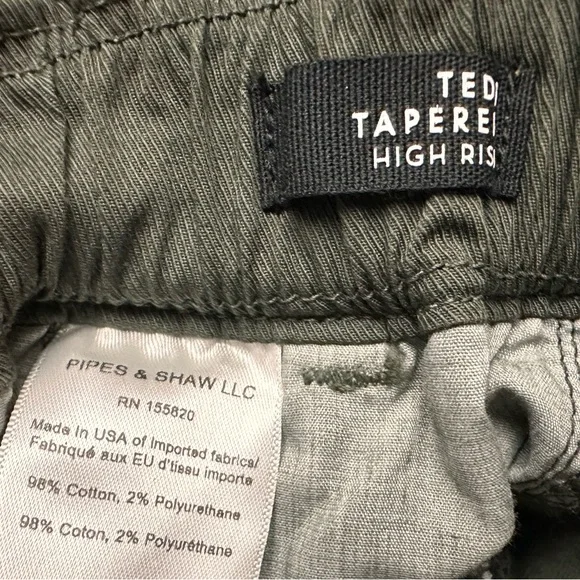 TED
TAPERE
HIGH RIS
PIPES & SHAW LLC
RN 155820
Made in USA of Imported fabrics/
Fabriqué aux EU d'tissu importe
98% Cotton, 2% Polyurethane
98% Coton, 2% Polyuréthane